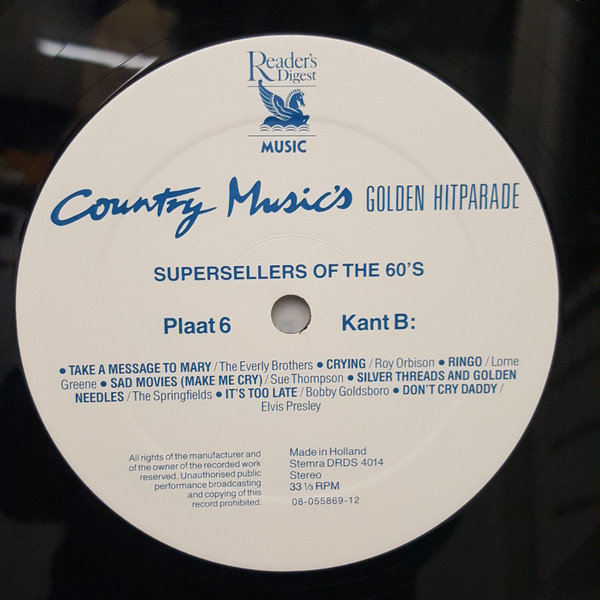 Reader's
Digest
MUSIC
Country Music's GOLDEN HITPARADE
SUPERSELLERS OF THE 60'S
Plaat 6 Kant B:
• TAKE A MESSAGE TO MARY / The Everly Brothers • CRYING / Roy Orbison • RINGO / Lorne
Greene • SAD MOVIES (MAKE ME CRY) / Sue Thompson • SILVER THREADS AND GOLDEN
NEEDLES / The Springfields • IT'S TOO LATE / Bobby Goldsboro • DON'T CRY DADDY /
Elvis Presley
All rights of the manufacturer and
of the owner of the recorded work
reserved. Unauthorised public
performance broadcasting
and copying of this
record prohibited.
Made in Holland
Stemra DRDS 4014
Stereo
33 ⅓ RPM
08-055869-12